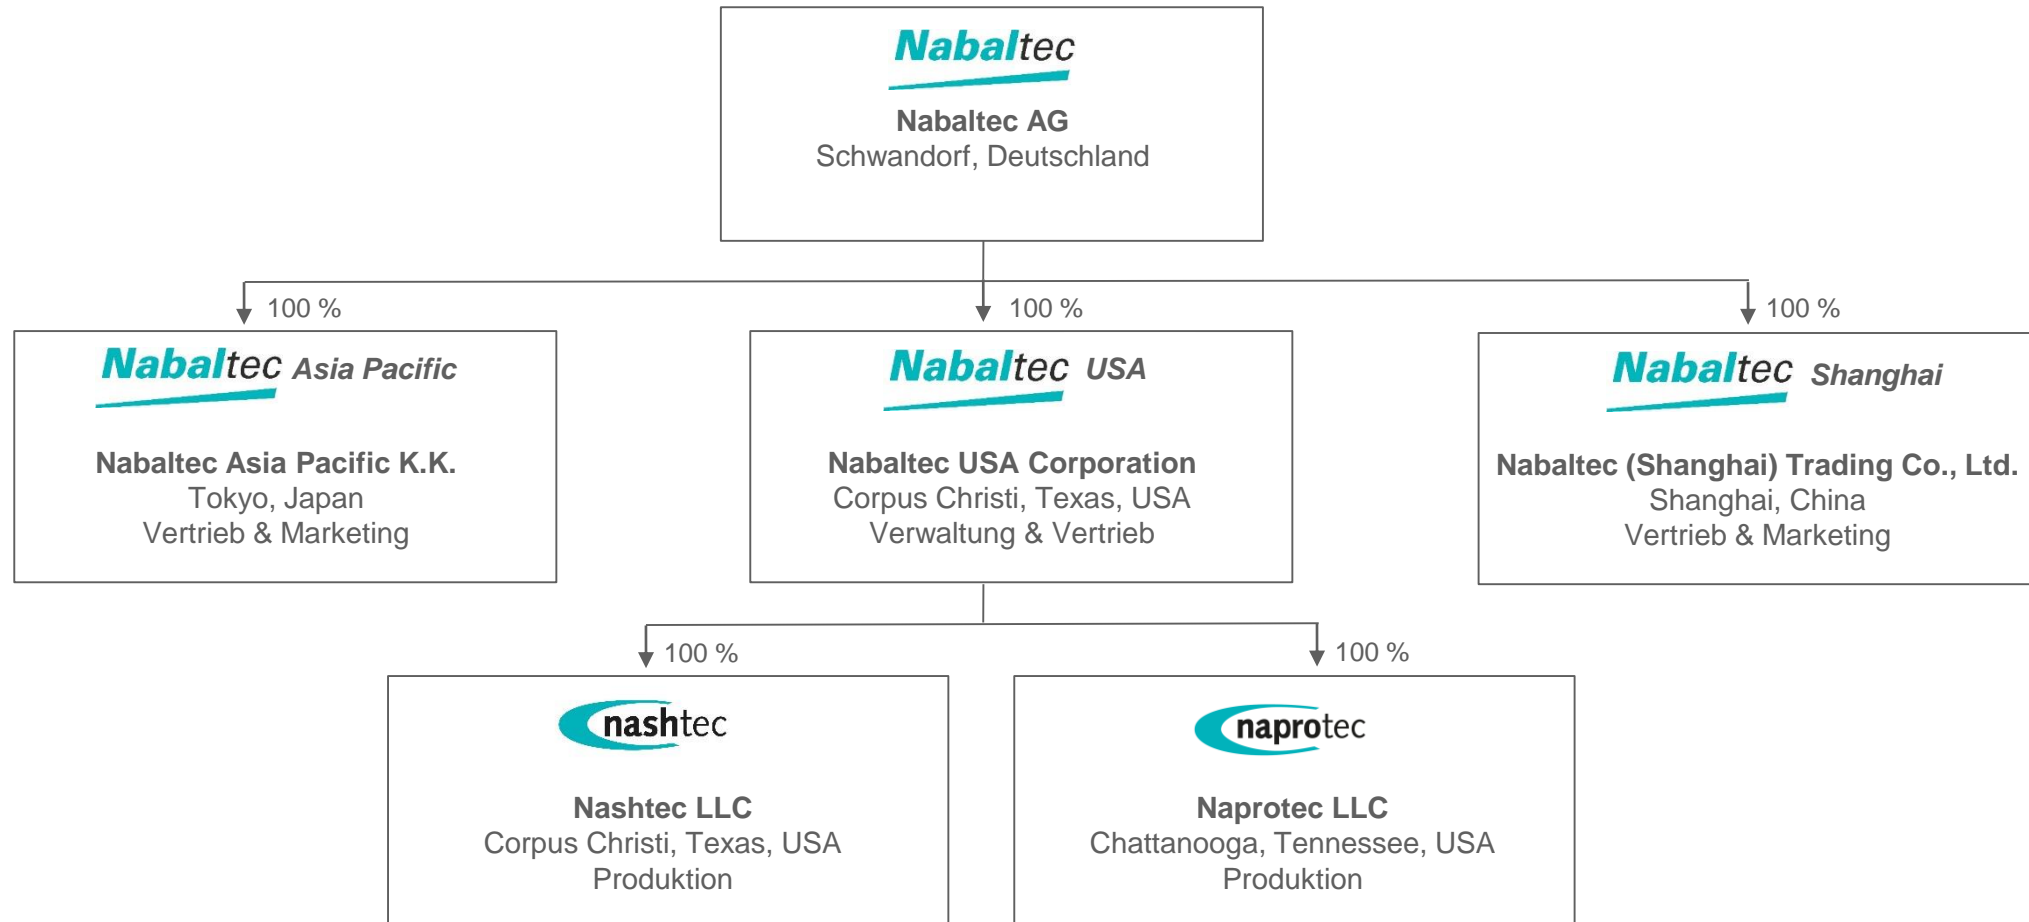 Nabaltec
Nabaltec AG
Schwandorf, Deutschland
100 %
100 %
100 %
Nabaltec Asia Pacific
Nabaltec Asia Pacific K.K.
Tokyo, Japan
Vertrieb & Marketing
Nabaltec USA
Nabaltec USA Corporation
Corpus Christi, Texas, USA
Verwaltung & Vertrieb
Nabaltec Shanghai
Nabaltec (Shanghai) Trading Co., Ltd.
Shanghai, China
Vertrieb & Marketing
100 %
100 %
nashtec
Nashtec LLC
Corpus Christi, Texas, USA
Produktion
naprotec
Naprotec LLC
Chattanooga, Tennessee, USA
Produktion